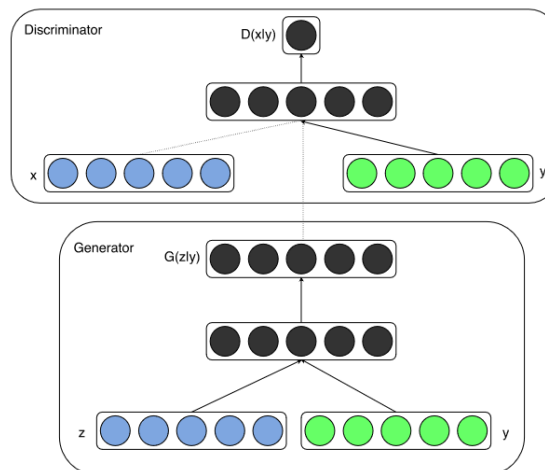 Discriminator
D(x|y)
x
y
Generator
G(z|y)
z
y